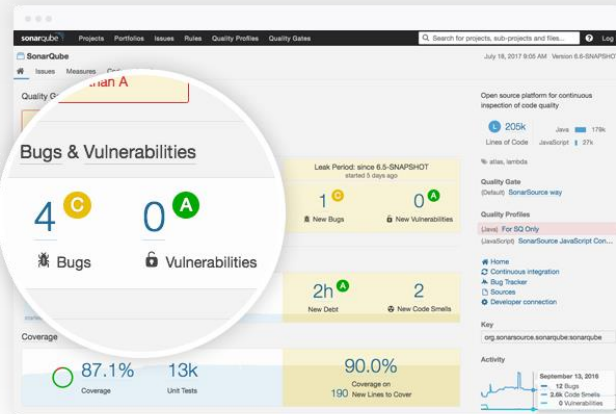 sonarqube Projects Portfolios Issues Rules Quality Profiles Quality Gates Search for projects, sub-projects and files... ? Log
SonarQube July 18, 2017 9:05 AM Version 6.6-SNAPSHOT
Issues Measures
Quality than A
Open source platform for continuous
inspection of code quality
L 205k Java 179k
Lines of Code JavaScript 27k
atlas, lambda
Quality Gate
(Default) SonarSource way
Quality Profiles
(Java) For SQ Only
(JavaScript) SonarSource JavaScript Con...
Home
Continuous integration
Bug Tracker
Sources
Developer connection
Key
org.sonarsource.sonarqube:sonarqube
Activity
September 13, 2016
12 Bugs
3.6k Code Smells
0 Vulnerabilities
Bugs & Vulnerabilities
4 C 0 A
Bugs Vulnerabilities
Leak Period: since 6.5-SNAPSHOT
started 5 days ago
1 C 0 A
New Bugs New Vulnerabilities
2h A 2
New Debt New Code Smells
Coverage
87.1% 13k 90.0%
Coverage Unit Tests Coverage on
190 New Lines to Cover